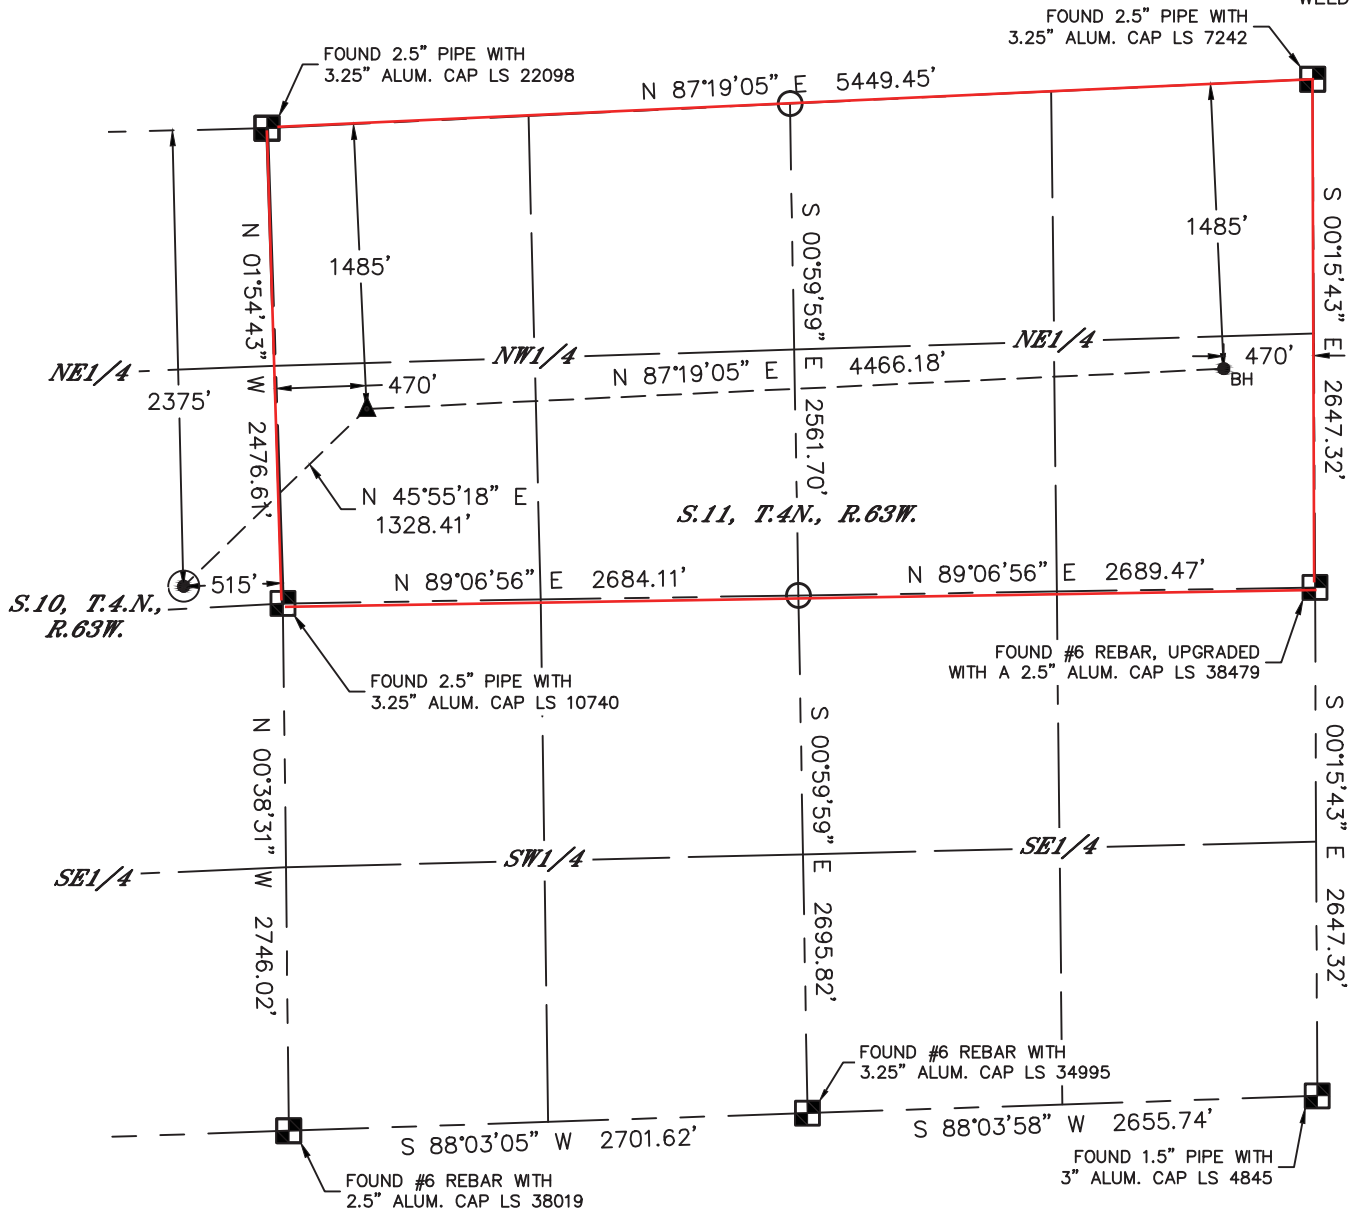 FOUND 2.5" PIPE WITH
3.25" ALUM. CAP LS 7242
FOUND 2.5" PIPE WITH
3.25" ALUM. CAP LS 22098
N 87°19'05" E 5449.45'
1485'
1485'
N 01°54'43" W 2476.61'
S 00°59'59" E 2561.70'
S 00°15'43" E 2647.32'
NE1/4
NW1/4
NE1/4
2375'
470'
N 87°19'05" E 4466.18'
470'
BH
N 45°55'18" E
1328.41'
S.11, T.4N., R.63W.
515'
N 89°06'56" E 2684.11'
N 89°06'56" E 2689.47'
S.10, T.4.N.,
R.63W.
FOUND #6 REBAR, UPGRADED
WITH A 2.5" ALUM. CAP LS 38479
FOUND 2.5" PIPE WITH
3.25" ALUM. CAP LS 10740
N 00°38'31" W 2746.02'
S 00°59'59" E 2695.82'
S 00°15'43" E 2647.32'
SE1/4
SW1/4
SE1/4
FOUND #6 REBAR WITH
3.25" ALUM. CAP LS 34995
S 88°03'05" W 2701.62'
S 88°03'58" W 2655.74'
FOUND 1.5" PIPE WITH
3" ALUM. CAP LS 4845
FOUND #6 REBAR WITH
2.5" ALUM. CAP LS 38019